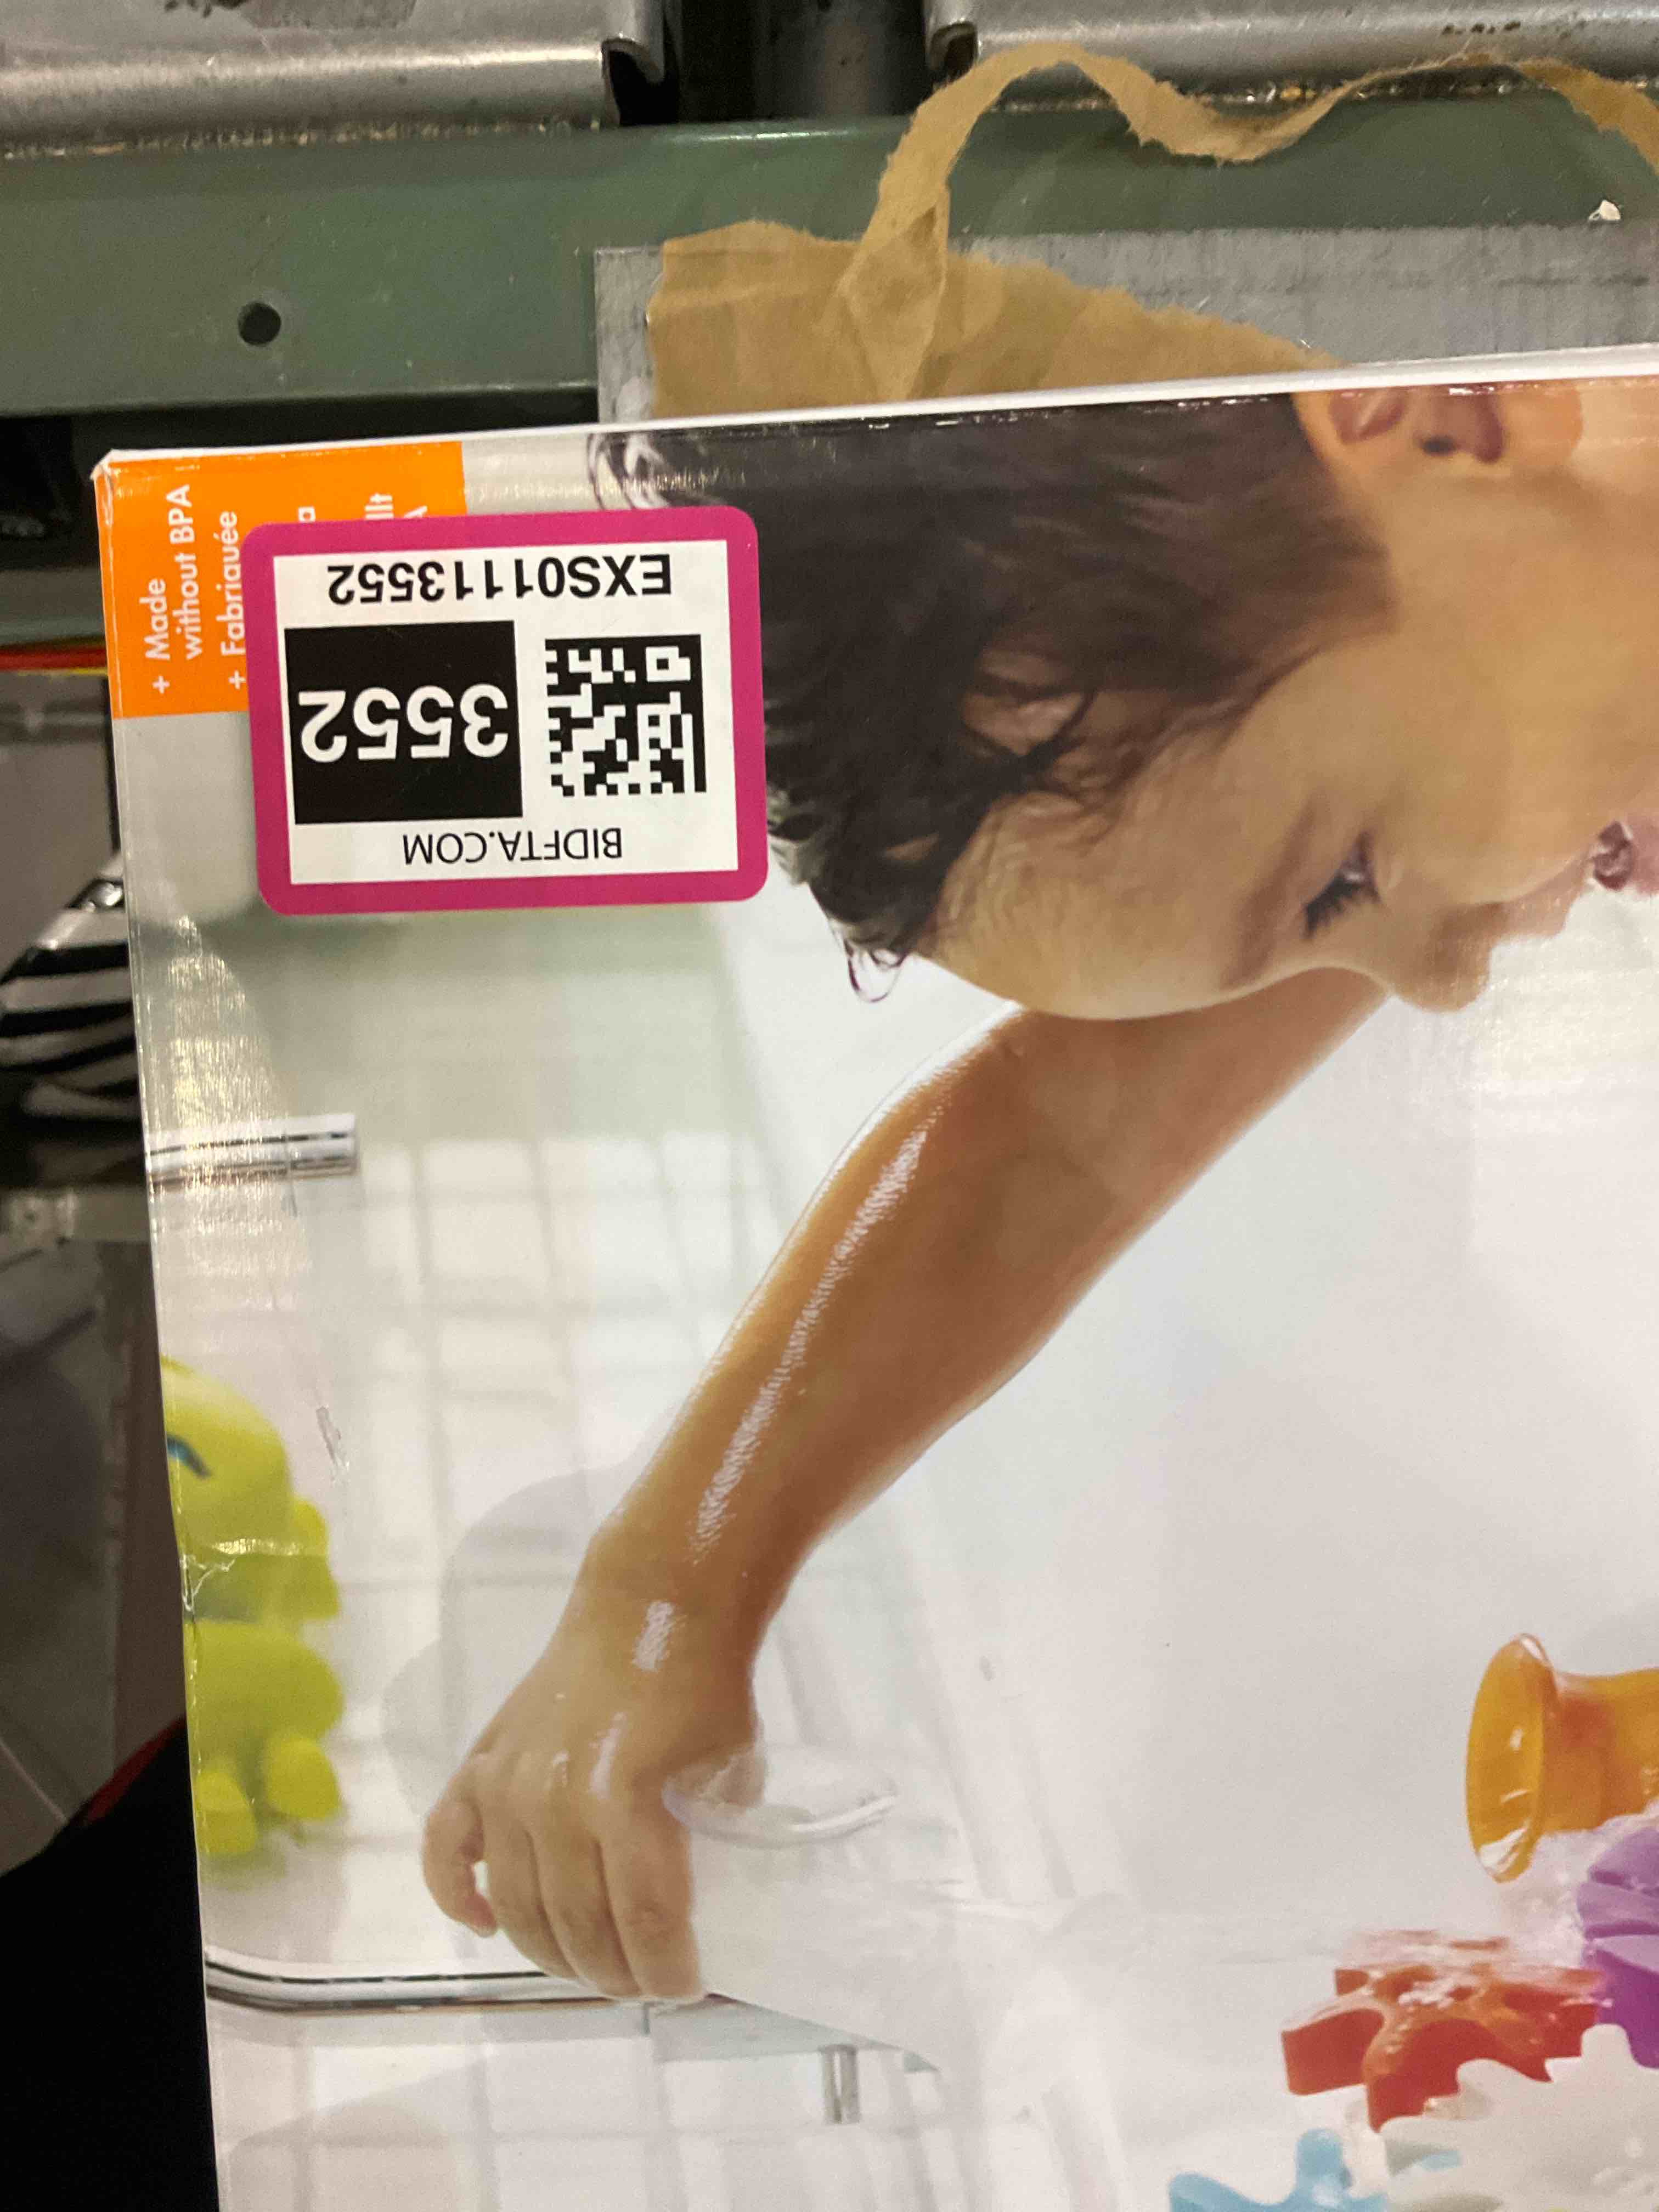 + Made
without BPA
+ Fabriquée
BIDFTA.COM
3552
EXS01113552